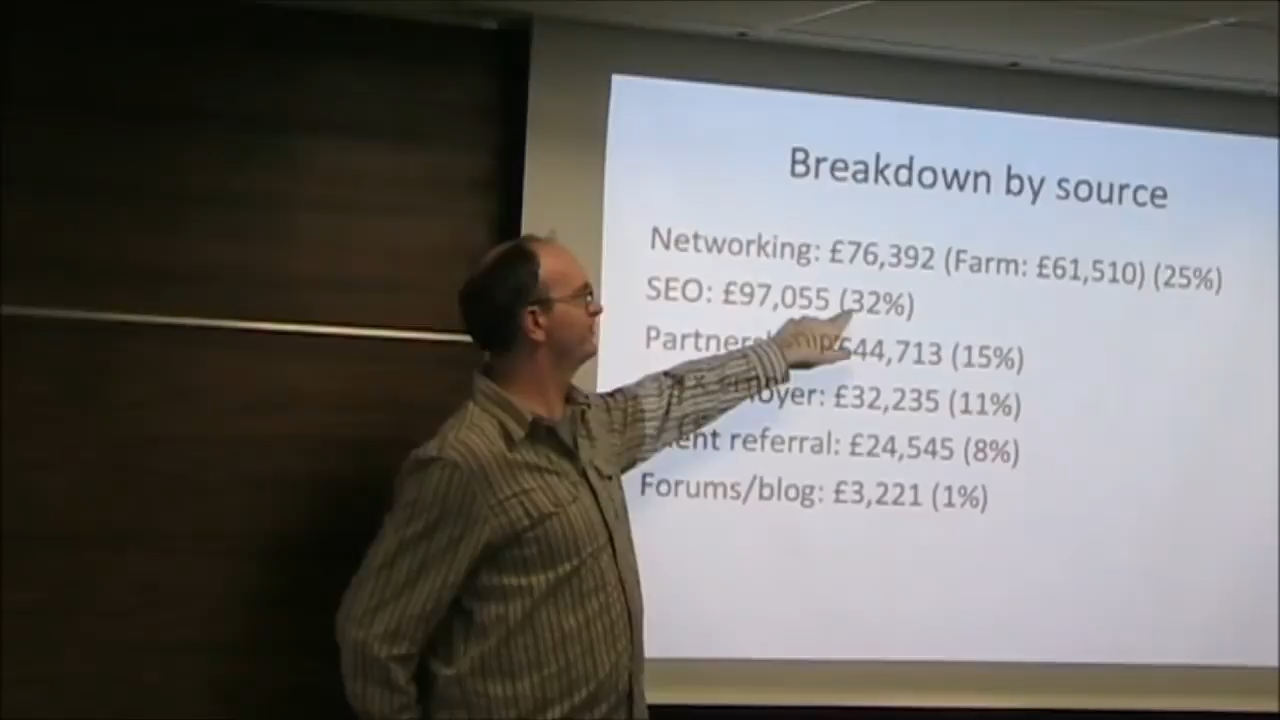 Breakdown by source
Networking: £76,392 (Farm: £61,510) (25%)
SEO: £97,055 (32%)
Partnership: £44,713 (15%)
£32,235 (11%)
referral: £24,545 (8%)
Forums/blog: £3,221 (1%)